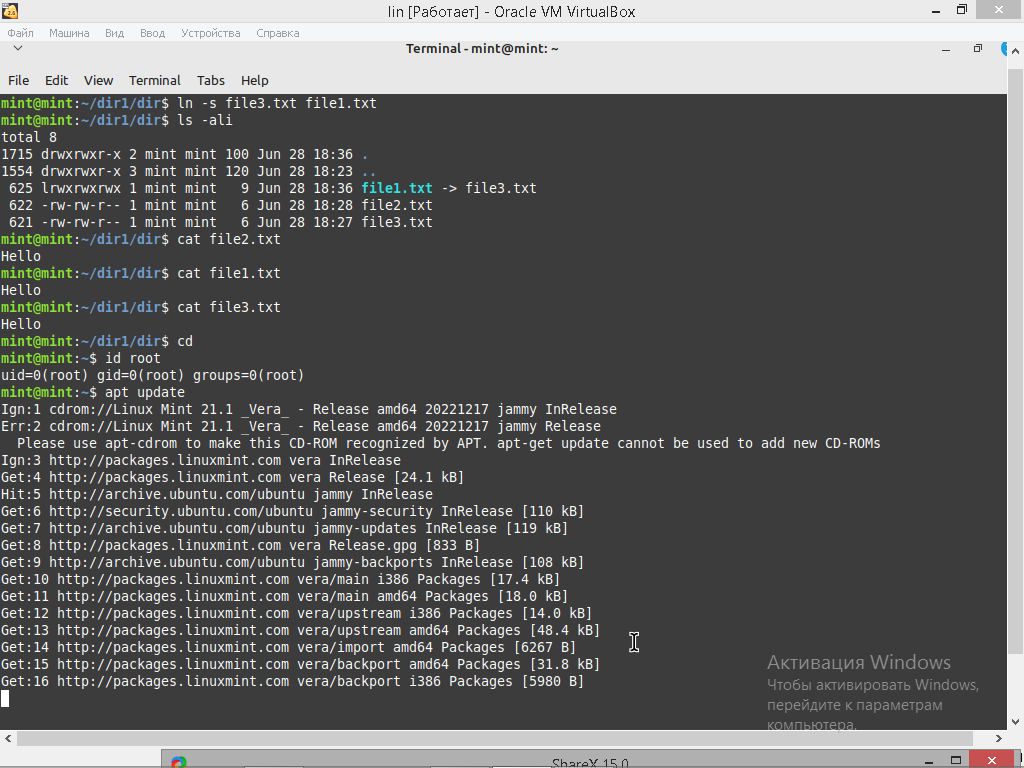 lin [Работает] - Oracle VM VirtualBox
Файл Машина Вид Ввод Устройства Справка
Terminal - mint@mint: ~
File Edit View Terminal Tabs Help
mint@mint:~/dir1/dir$ ln -s file3.txt file1.txt
mint@mint:~/dir1/dir$ ls -ali
total 8
1715 drwxrwxr-x 2 mint mint 100 Jun 28 18:36 .
1554 drwxrwxr-x 3 mint mint 120 Jun 28 18:23 ..
 625 lrwxrwxrwx 1 mint mint   9 Jun 28 18:36 file1.txt -> file3.txt
 622 -rw-rw-r-- 1 mint mint   6 Jun 28 18:28 file2.txt
 621 -rw-rw-r-- 1 mint mint   6 Jun 28 18:27 file3.txt
mint@mint:~/dir1/dir$ cat file2.txt
Hello
mint@mint:~/dir1/dir$ cat file1.txt
Hello
mint@mint:~/dir1/dir$ cat file3.txt
Hello
mint@mint:~/dir1/dir$ cd
mint@mint:~$ id root
uid=0(root) gid=0(root) groups=0(root)
mint@mint:~$ apt update
Ign:1 cdrom://Linux Mint 21.1 _Vera_ - Release amd64 20221217 jammy InRelease
Err:2 cdrom://Linux Mint 21.1 _Vera_ - Release amd64 20221217 jammy Release
  Please use apt-cdrom to make this CD-ROM recognized by APT. apt-get update cannot be used to add new CD-ROMs
Ign:3 http://packages.linuxmint.com vera InRelease
Get:4 http://packages.linuxmint.com vera Release [24.1 kB]
Hit:5 http://archive.ubuntu.com/ubuntu jammy InRelease
Get:6 http://security.ubuntu.com/ubuntu jammy-security InRelease [110 kB]
Get:7 http://archive.ubuntu.com/ubuntu jammy-updates InRelease [119 kB]
Get:8 http://packages.linuxmint.com vera Release.gpg [833 B]
Get:9 http://archive.ubuntu.com/ubuntu jammy-backports InRelease [108 kB]
Get:10 http://packages.linuxmint.com vera/main i386 Packages [17.4 kB]
Get:11 http://packages.linuxmint.com vera/main amd64 Packages [18.0 kB]
Get:12 http://packages.linuxmint.com vera/upstream i386 Packages [14.0 kB]
Get:13 http://packages.linuxmint.com vera/upstream amd64 Packages [48.4 kB]
Get:14 http://packages.linuxmint.com vera/import amd64 Packages [6267 B]
Get:15 http://packages.linuxmint.com vera/backport amd64 Packages [31.8 kB]
Get:16 http://packages.linuxmint.com vera/backport i386 Packages [5980 B]
Активация Windows
Чтобы активировать Windows,
перейдите к параметрам
компьютера.
ShareX 15.0